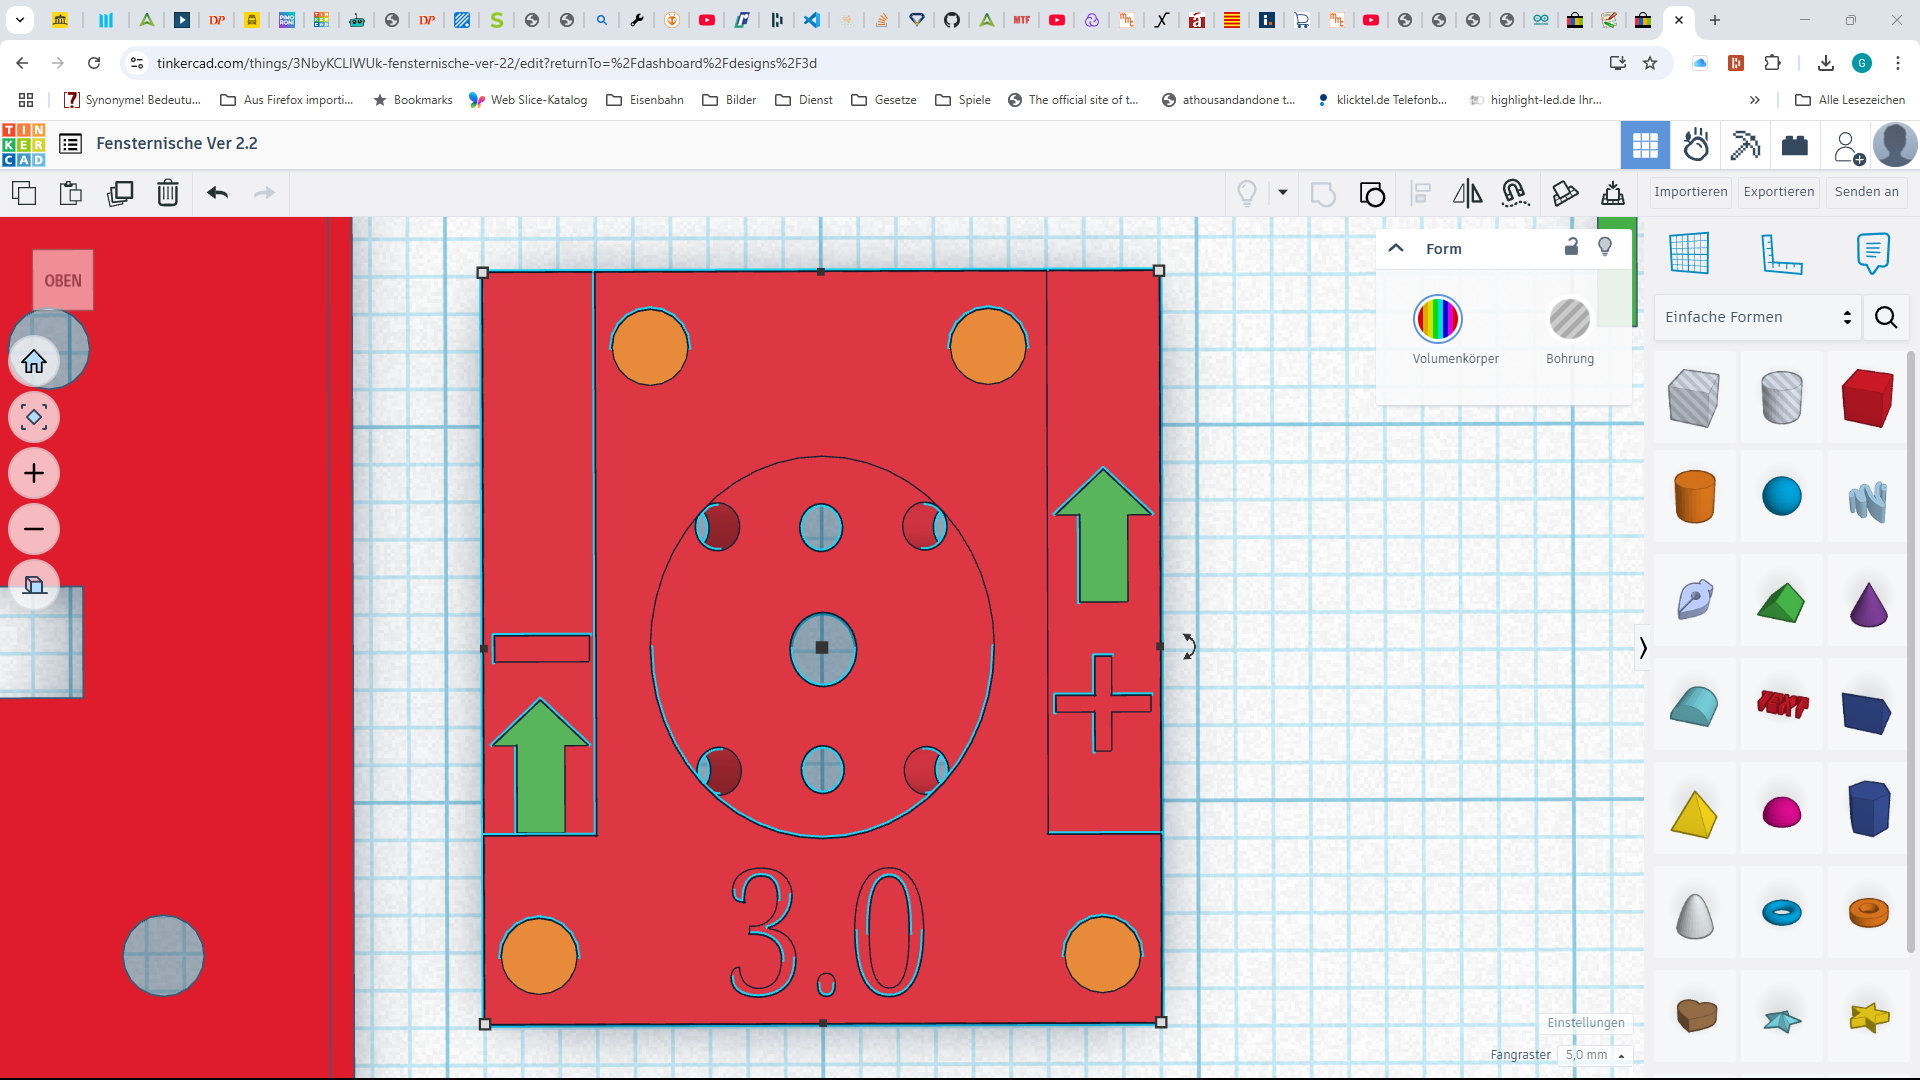 tinkercad.com/things/3NbyKCLlWUk-fensternische-ver-22/edit?returnTo=%2Fdashboard%2Fdesigns%2F3d
Synonyme! Bedeutu...
Aus Firefox importi...
Bookmarks
Web Slice-Katalog
Eisenbahn
Bilder
Dienst
Gesetze
Spiele
The official site of t...
athousandandone t...
klicktel.de Telefonb...
highlight-led.de Ihr...
Alle Lesezeichen
TINKERCAD
Fensternische Ver 2.2
Importieren
Exportieren
Senden an
OBEN
Form
Volumenkörper
Bohrung
Einfache Formen
3.0
TEXT
Einstellungen
Fangraster
5,0 mm